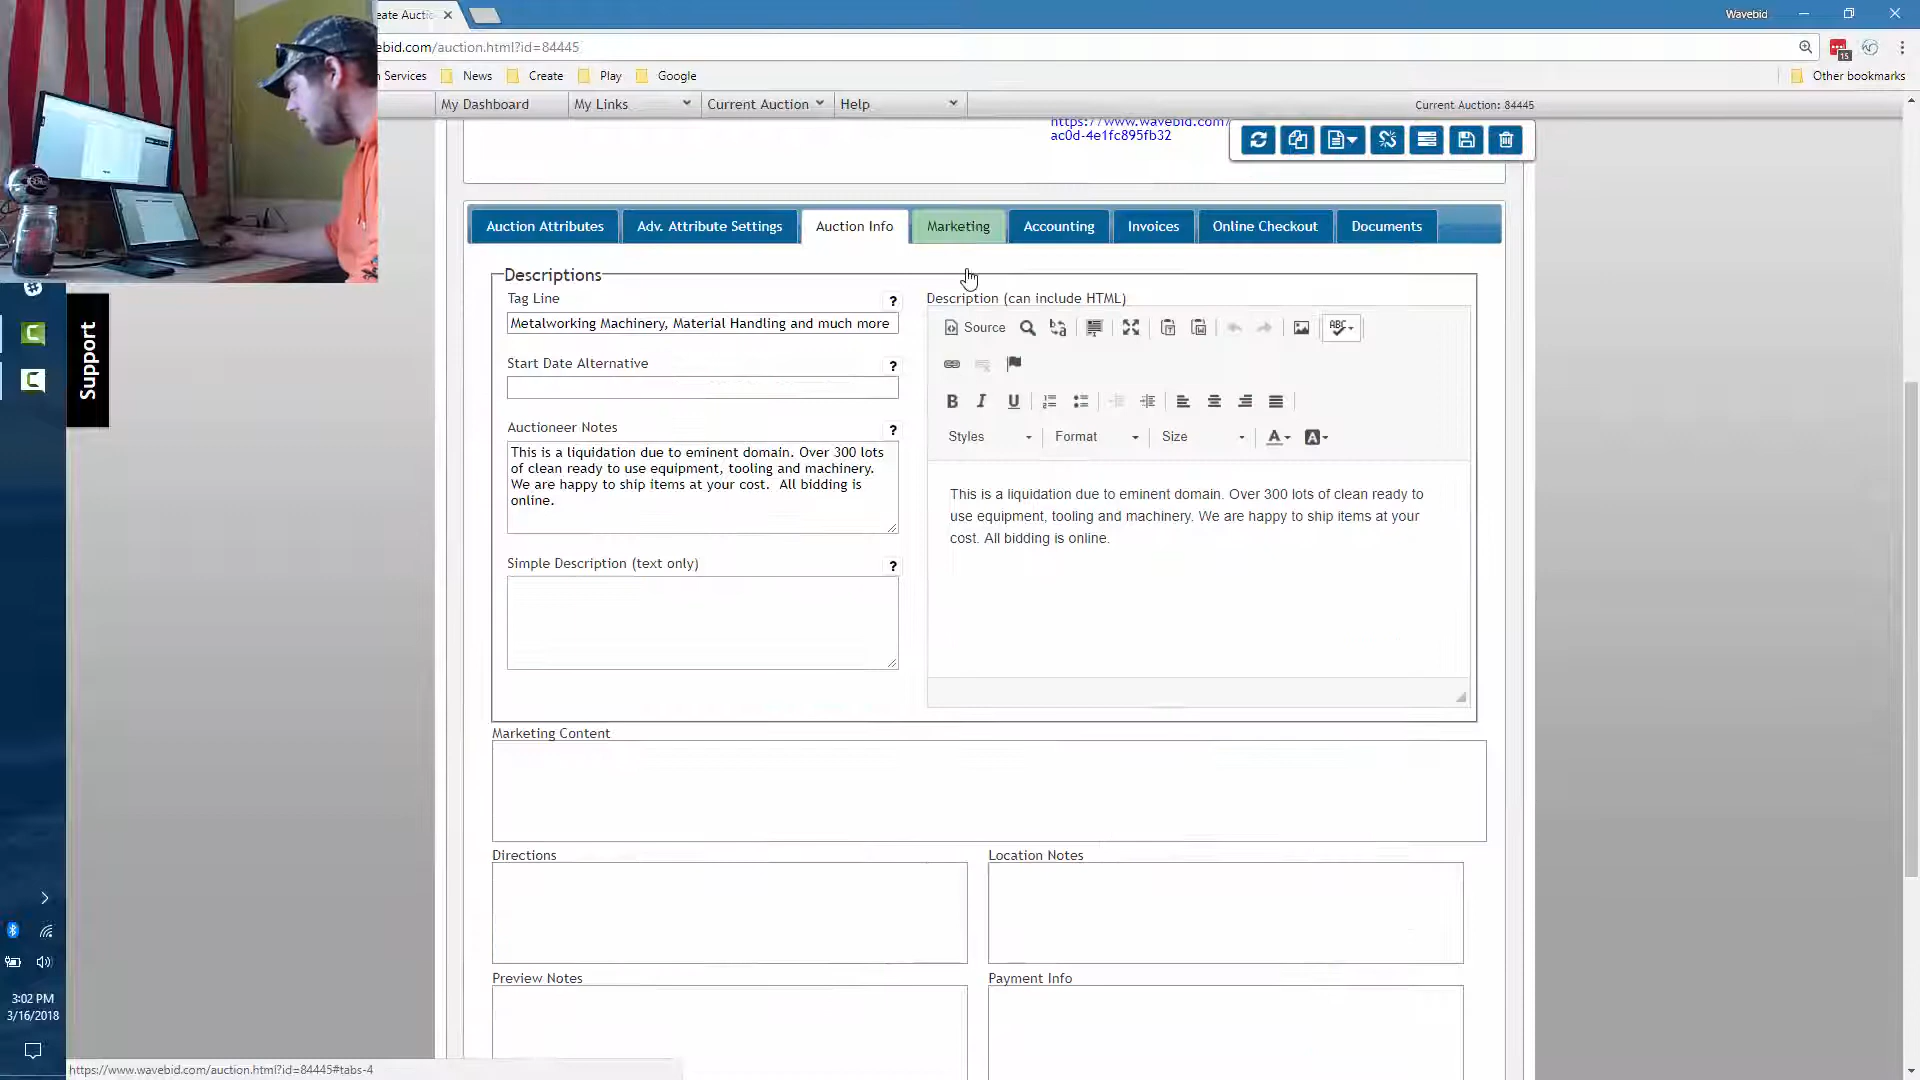 eate Auctio
Wavebid
ebid.com/auction.html?id=84445
n Services
News
Create
Play
Google
Other bookmarks
My Dashboard
My Links
Current Auction
Help
Current Auction: 84445
https://www.wavebid.com/
ac0d-4e1fc895fb32
15
Auction Attributes
Adv. Attribute Settings
Auction Info
Marketing
Accounting
Invoices
Online Checkout
Documents
Descriptions
Tag Line
?
Metalworking Machinery, Material Handling and much more
Start Date Alternative
?
Auctioneer Notes
?
This is a liquidation due to eminent domain. Over 300 lots
of clean ready to use equipment, tooling and machinery.
We are happy to ship items at your cost.  All bidding is
online.
Simple Description (text only)
?
Description (can include HTML)
Source
ABC
B I U
Styles
Format
Size
A
A
This is a liquidation due to eminent domain. Over 300 lots of clean ready to
use equipment, tooling and machinery. We are happy to ship items at your
cost. All bidding is online.
Marketing Content
Directions
Location Notes
Preview Notes
Payment Info
Support
3:02 PM
3/16/2018
https://www.wavebid.com/auction.html?id=84445#tabs-4